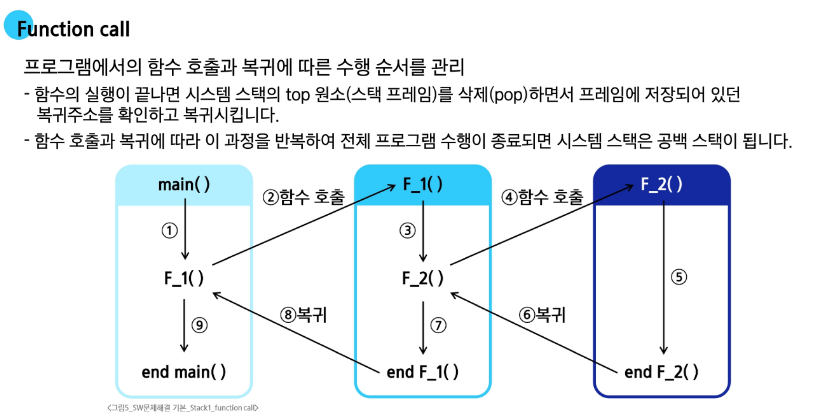 Function call
프로그램에서의 함수 호출과 복귀에 따른 수행 순서를 관리
- 함수의 실행이 끝나면 시스템 스택의 top 원소(스택 프레임)를 삭제(pop)하면서 프레임에 저장되어 있던
복귀주소를 확인하고 복귀시킵니다.
- 함수 호출과 복귀에 따라 이 과정을 반복하여 전체 프로그램 수행이 종료되면 시스템 스택은 공백 스택이 됩니다.
main( )
②함수 호출
F_1( )
④함수 호출
F_2( )
①
③
F_1( )
F_2( )
⑤
⑨
⑧복귀
⑦
⑥복귀
end main( )
end F_1( )
end F_2( )
<그림5_SW문제해결 기본_Stack1_function call>